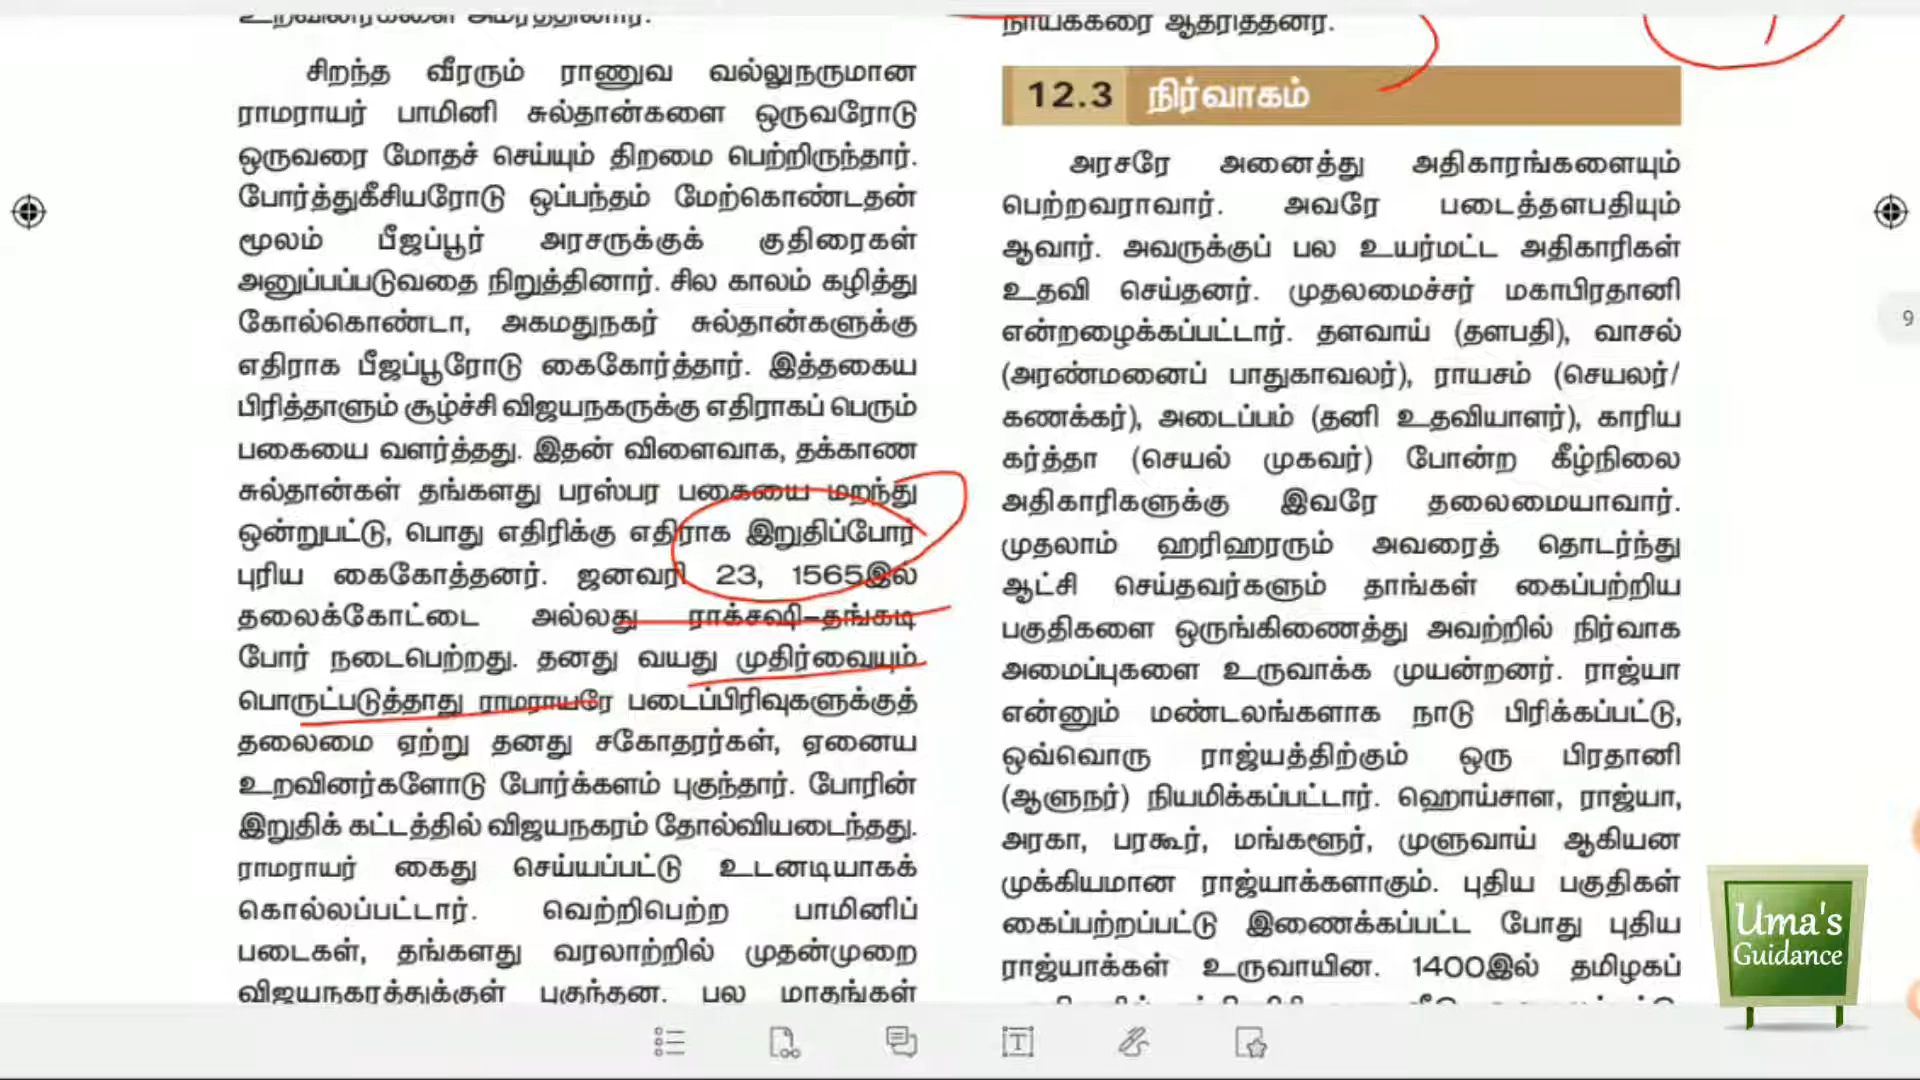 உறவினர்களை அமர்த்தினார்.
சிறந்த வீரரும் ராணுவ வல்லுநருமான
ராமராயர் பாமினி சுல்தான்களை ஒருவரோடு
ஒருவரை மோதச் செய்யும் திறமை பெற்றிருந்தார்.
போர்த்துகீசியரோடு ஒப்பந்தம் மேற்கொண்டதன்
மூலம் பீஜப்பூர் அரசருக்குக் குதிரைகள்
அனுப்பப்படுவதை நிறுத்தினார். சில காலம் கழித்து
கோல்கொண்டா, அகமதுநகர் சுல்தான்களுக்கு
எதிராக பீஜப்பூரோடு கைகோர்த்தார். இத்தகைய
பிரித்தாளும் சூழ்ச்சி விஜயநகருக்கு எதிராகப் பெரும்
பகையை வளர்த்தது. இதன் விளைவாக, தக்காண
சுல்தான்கள் தங்களது பரஸ்பர பகையை மறந்து
ஒன்றுபட்டு, பொது எதிரிக்கு எதிராக இறுதிப்போர்
புரிய கைகோத்தனர். ஜனவரி 23, 1565இல்
தலைக்கோட்டை அல்லது ராக்சஷி–தங்கடி
போர் நடைபெற்றது. தனது வயது முதிர்வையும்
பொருட்படுத்தாது ராமராயரே படைப்பிரிவுகளுக்குத்
தலைமை ஏற்று தனது சகோதரர்கள், ஏனைய
உறவினர்களோடு போர்க்களம் புகுந்தார். போரின்
இறுதிக் கட்டத்தில் விஜயநகரம் தோல்வியடைந்தது.
ராமராயர் கைது செய்யப்பட்டு உடனடியாகக்
கொல்லப்பட்டார். வெற்றிபெற்ற பாமினிப்
படைகள், தங்களது வரலாற்றில் முதன்முறை
விஜயநகரத்துக்குள் புகுந்தன. பல மாதங்கள்
நாயக்கரை ஆதரித்தனர்.
12.3 நிர்வாகம்
அரசரே அனைத்து அதிகாரங்களையும்
பெற்றவராவார். அவரே படைத்தளபதியும்
ஆவார். அவருக்குப் பல உயர்மட்ட அதிகாரிகள்
உதவி செய்தனர். முதலமைச்சர் மகாபிரதானி
என்றழைக்கப்பட்டார். தளவாய் (தளபதி), வாசல்
(அரண்மனைப் பாதுகாவலர்), ராயசம் (செயலர்/
கணக்கர்), அடைப்பம் (தனி உதவியாளர்), காரிய
கர்த்தா (செயல் முகவர்) போன்ற கீழ்நிலை
அதிகாரிகளுக்கு இவரே தலைமையாவார்.
முதலாம் ஹரிஹரரும் அவரைத் தொடர்ந்து
ஆட்சி செய்தவர்களும் தாங்கள் கைப்பற்றிய
பகுதிகளை ஒருங்கிணைத்து அவற்றில் நிர்வாக
அமைப்புகளை உருவாக்க முயன்றனர். ராஜ்யா
என்னும் மண்டலங்களாக நாடு பிரிக்கப்பட்டு,
ஒவ்வொரு ராஜ்யத்திற்கும் ஒரு பிரதானி
(ஆளுநர்) நியமிக்கப்பட்டார். ஹொய்சாள, ராஜ்யா,
அரகா, பரகூர், மங்களூர், முளுவாய் ஆகியன
முக்கியமான ராஜ்யாக்களாகும். புதிய பகுதிகள்
கைப்பற்றப்பட்டு இணைக்கப்பட்ட போது புதிய
ராஜ்யாக்கள் உருவாயின. 1400இல் தமிழகப்
9
Uma's
Guidance